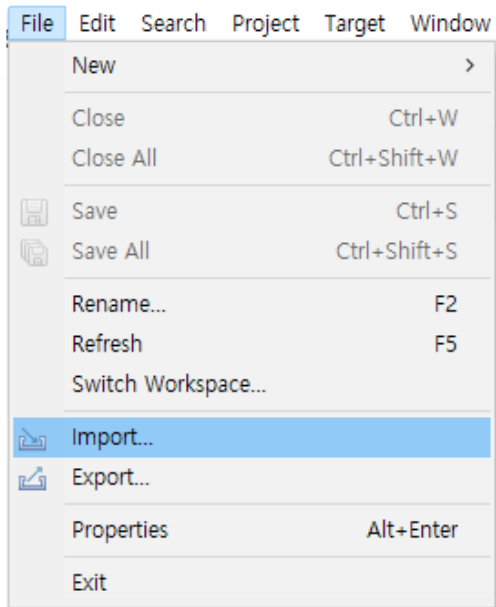 File Edit Search Project Target Window
New >
Close Ctrl+W
Close All Ctrl+Shift+W
Save Ctrl+S
Save All Ctrl+Shift+S
Rename... F2
Refresh F5
Switch Workspace...
Import...
Export...
Properties Alt+Enter
Exit